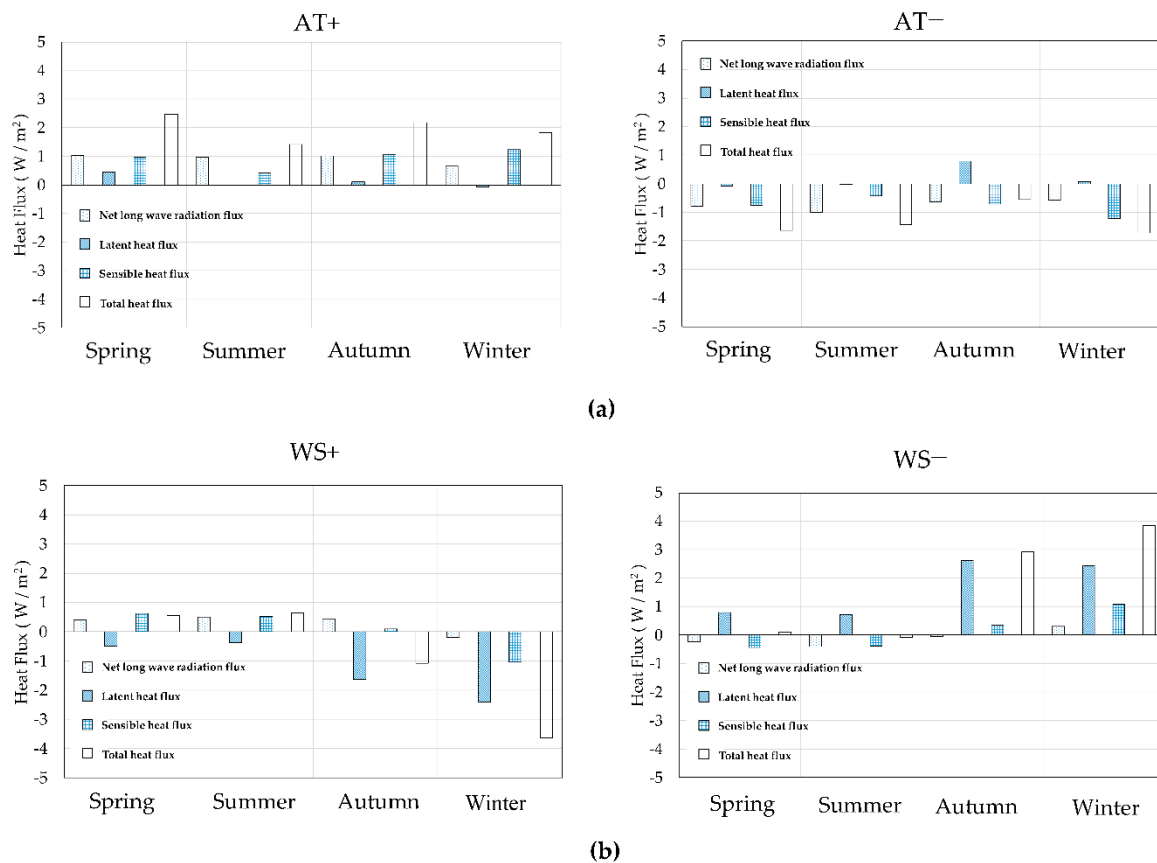 AT+
5
4
3
2
1
0
-1
-2
-3
-4
-5
Heat Flux ( W / m²)
Net long wave radiation flux
Latent heat flux
Sensible heat flux
Total heat flux
Spring Summer Autumn Winter
AT−
5
4
3
2
1
0
-1
-2
-3
-4
-5
Heat Flux ( W / m²)
Net long wave radiation flux
Latent heat flux
Sensible heat flux
Total heat flux
Spring Summer Autumn Winter
(a)
WS+
5
4
3
2
1
0
-1
-2
-3
-4
-5
Heat Flux ( W / m²)
Net long wave radiation flux
Latent heat flux
Sensible heat flux
Total heat flux
Spring Summer Autumn Winter
WS−
5
4
3
2
1
0
-1
-2
-3
-4
-5
Heat Flux ( W / m²)
Net long wave radiation flux
Latent heat flux
Sensible heat flux
Total heat flux
Spring Summer Autumn Winter
(b)